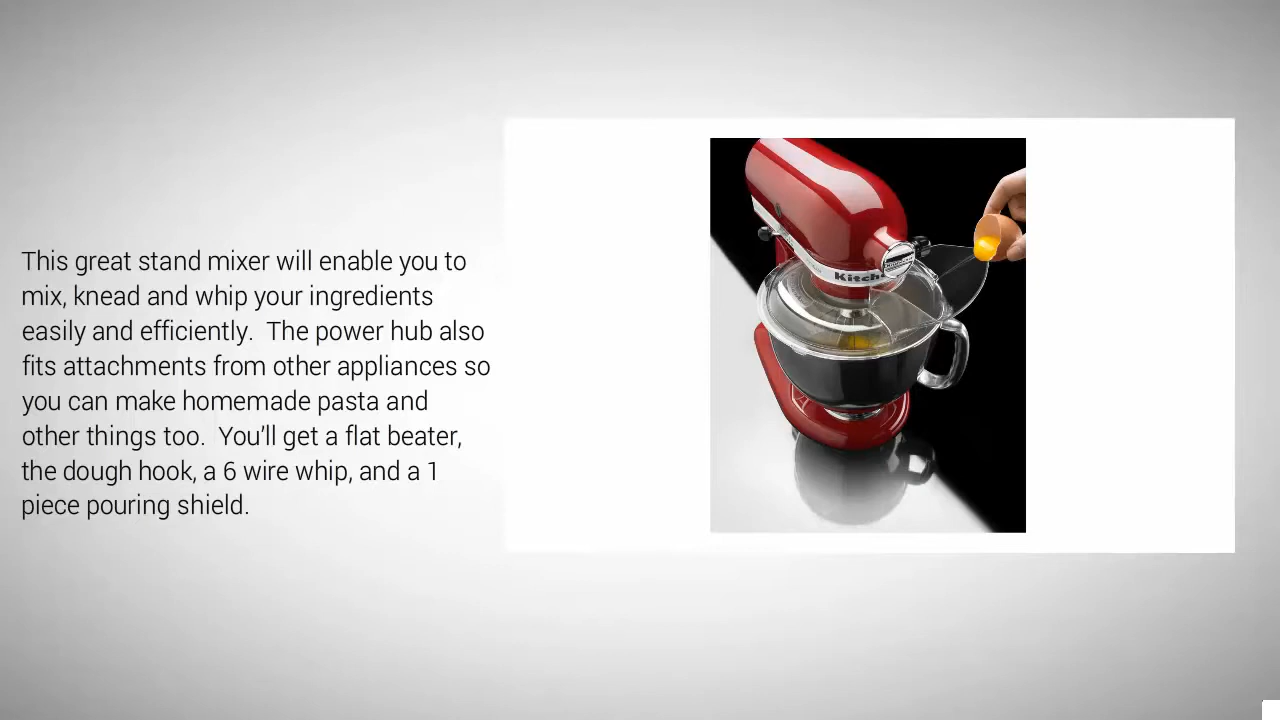 This great stand mixer will enable you to
mix, knead and whip your ingredients
easily and efficiently.  The power hub also
fits attachments from other appliances so
you can make homemade pasta and
other things too.  You’ll get a flat beater,
the dough hook, a 6 wire whip, and a 1
piece pouring shield.
Kitch